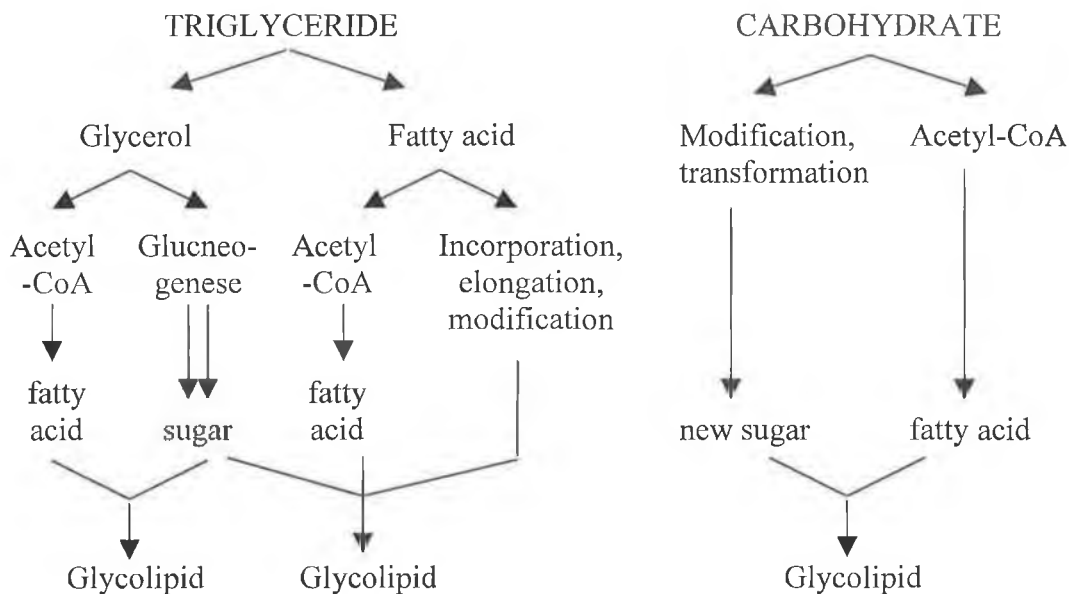 TRIGLYCERIDE
CARBOHYDRATE
Glycerol
Fatty acid
Modification,
transformation
Acetyl-CoA
Acetyl
-CoA
Glucneo-
genese
Acetyl
-CoA
Incorporation,
elongation,
modification
fatty
acid
sugar
fatty
acid
new sugar
fatty acid
Glycolipid
Glycolipid
Glycolipid